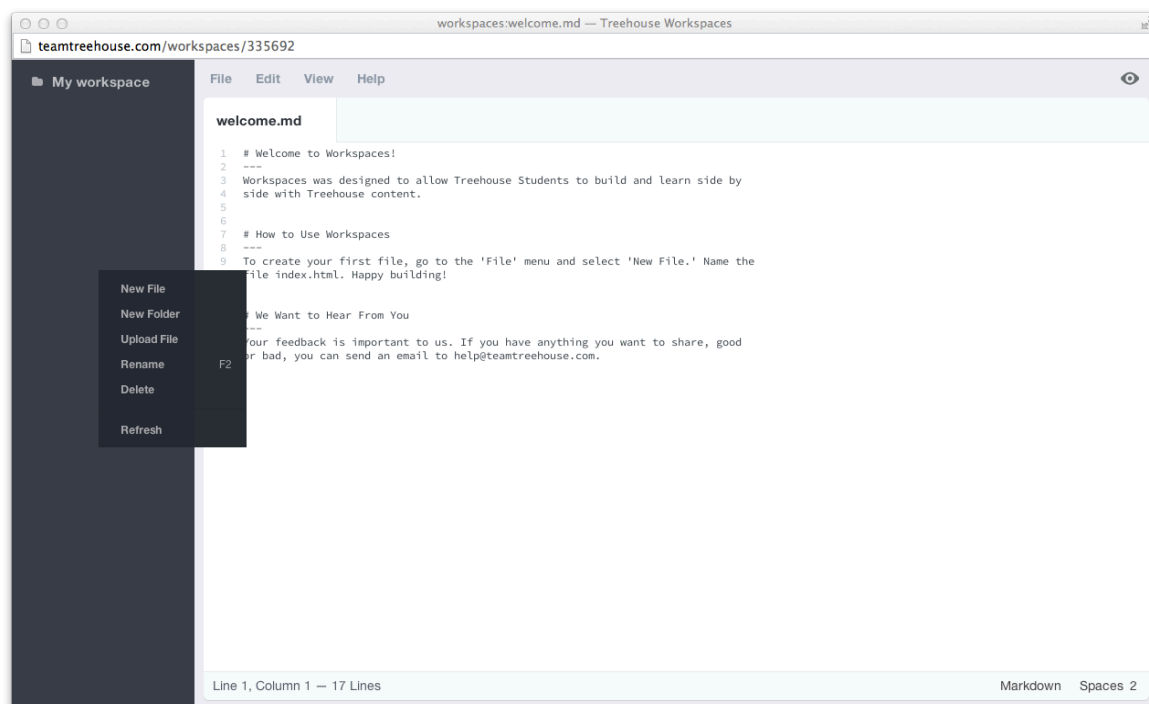 workspaces:welcome.md — Treehouse Workspaces
teamtreehouse.com/workspaces/335692
My workspace
File Edit View Help
welcome.md
1 # Welcome to Workspaces!
2 ---
3 Workspaces was designed to allow Treehouse Students to build and learn side by
4 side with Treehouse content.
5
6
7 # How to Use Workspaces
8 ---
9 To create your first file, go to the 'File' menu and select 'New File.' Name the
file index.html. Happy building!
# We Want to Hear From You
---
Your feedback is important to us. If you have anything you want to share, good
or bad, you can send an email to help@teamtreehouse.com.
New File
New Folder
Upload File
Rename F2
Delete
Refresh
Line 1, Column 1 — 17 Lines
Markdown Spaces 2